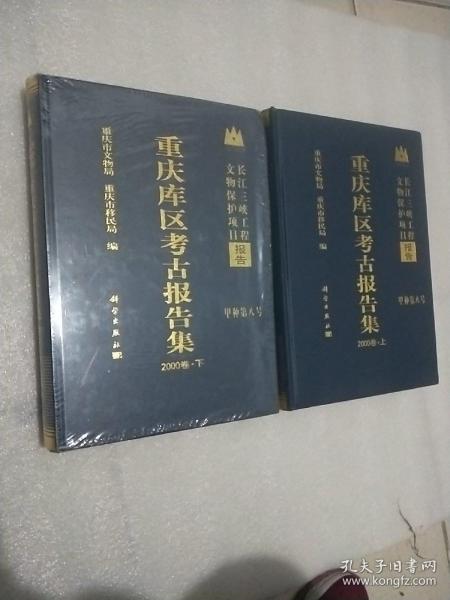 长江三峡工程
文物保护项目
报告
甲种第八号
重庆库区考古报告集
2000卷·下
重庆市文物局 重庆市移民局 编
科学出版社
长江三峡工程
文物保护项目
报告
甲种第八号
重庆库区考古报告集
2000卷·上
重庆市文物局 重庆市移民局 编
科学出版社
孔夫子旧书网
www.kongfz.com